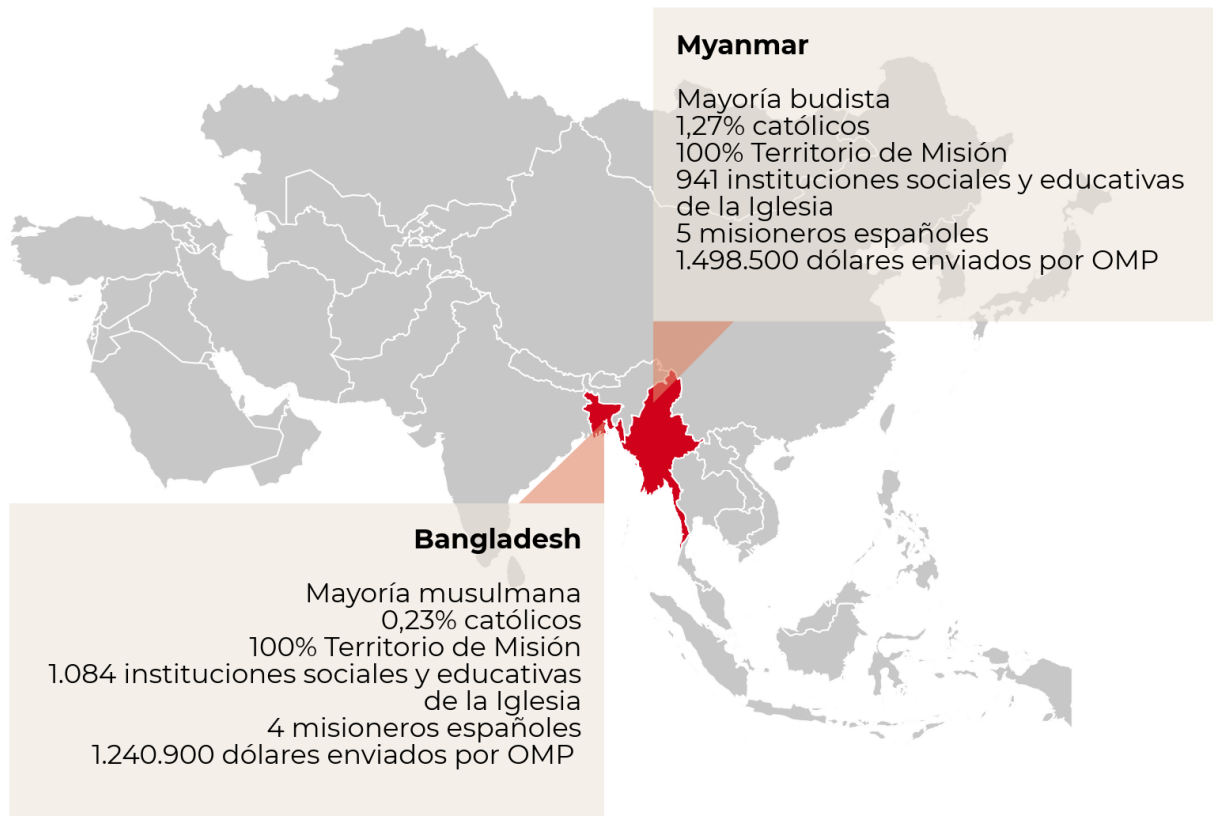 Myanmar
Mayoría budista
1,27% católicos
100% Territorio de Misión
941 instituciones sociales y educativas
de la Iglesia
5 misioneros españoles
1.498.500 dólares enviados por OMP
Bangladesh
Mayoría musulmana
0,23% católicos
100% Territorio de Misión
1.084 instituciones sociales y educativas
de la Iglesia
4 misioneros españoles
1.240.900 dólares enviados por OMP